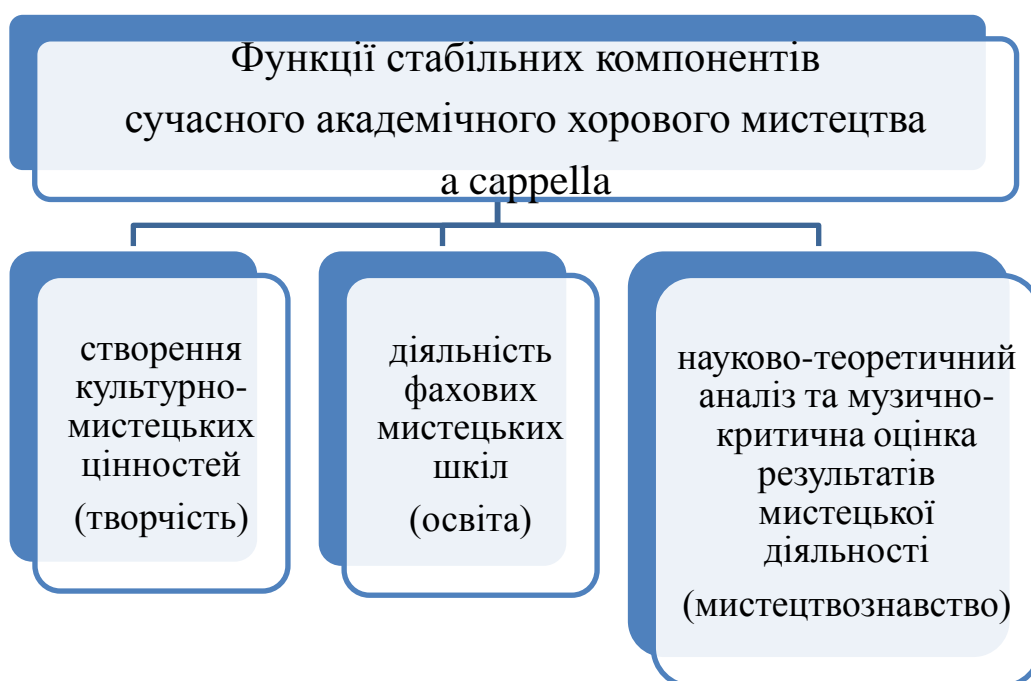 Функції стабільних компонентів
сучасного академічного хорового мистецтва
a cappella
створення
культурно-
мистецьких
цінностей
(творчість)
діяльність
фахових
мистецьких
шкіл
(освіта)
науково-теоретичний
аналіз та музично-
критична оцінка
результатів
мистецької
діяльності
(мистецтвознавство)